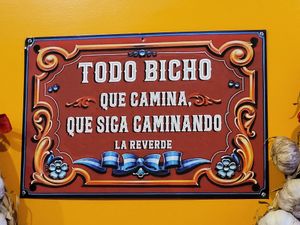 TODO BICHO
QUE CAMINA,
QUE SIGA CAMINANDO
LA REVERDE